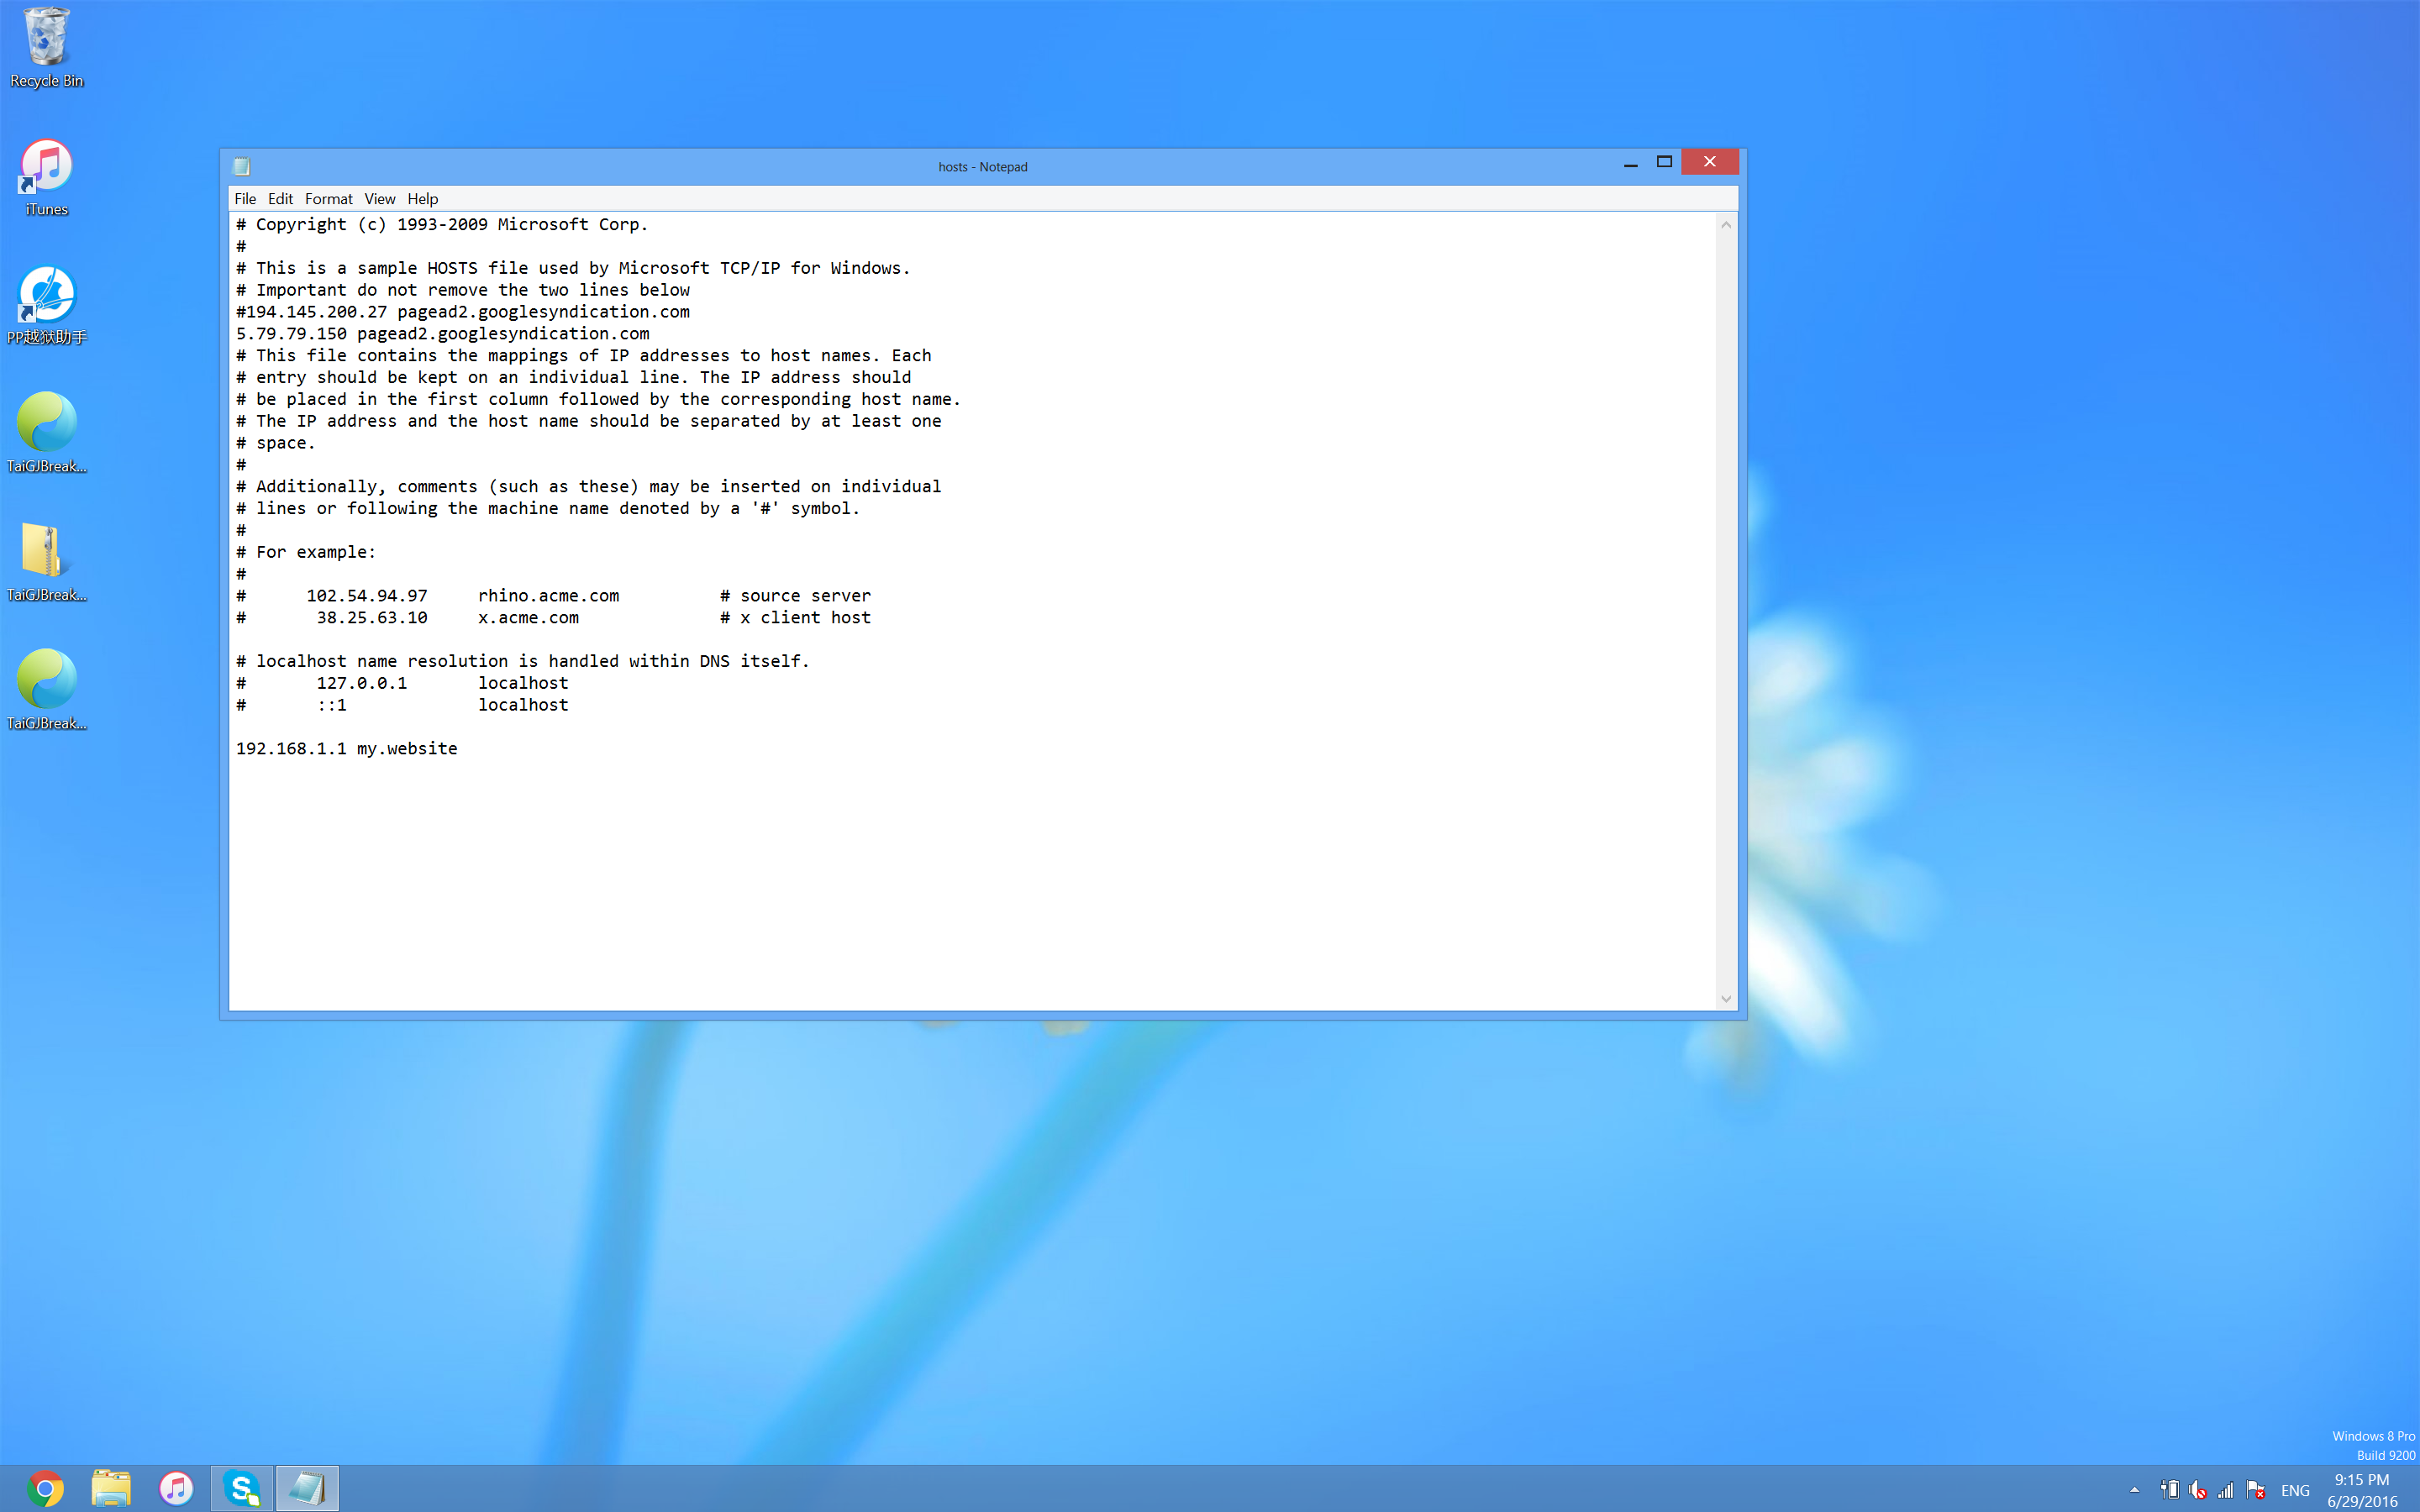 Recycle Bin
iTunes
PP越狱助手
TaiGJBreak...
TaiGJBreak...
TaiGJBreak...
hosts - Notepad
File Edit Format View Help
# Copyright (c) 1993-2009 Microsoft Corp.
#
# This is a sample HOSTS file used by Microsoft TCP/IP for Windows.
# Important do not remove the two lines below
#194.145.200.27 pagead2.googlesyndication.com
5.79.79.150 pagead2.googlesyndication.com
# This file contains the mappings of IP addresses to host names. Each
# entry should be kept on an individual line. The IP address should
# be placed in the first column followed by the corresponding host name.
# The IP address and the host name should be separated by at least one
# space.
#
# Additionally, comments (such as these) may be inserted on individual
# lines or following the machine name denoted by a '#' symbol.
#
# For example:
#
#      102.54.94.97     rhino.acme.com          # source server
#       38.25.63.10     x.acme.com              # x client host
# localhost name resolution is handled within DNS itself.
#       127.0.0.1       localhost
#       ::1             localhost
192.168.1.1 my.website
Windows 8 Pro
Build 9200
ENG
9:15 PM
6/29/2016